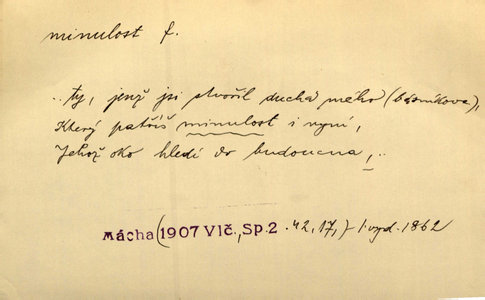 minulost f.
..ty, jenž jsi stvořil ducha mého (básníkova),
Který patříš minulost i nyní,
Jehož oko hledí do budoucna,..
Mácha (1907 Vlč., Sp.2 .42,17,) I. vyd. 1862